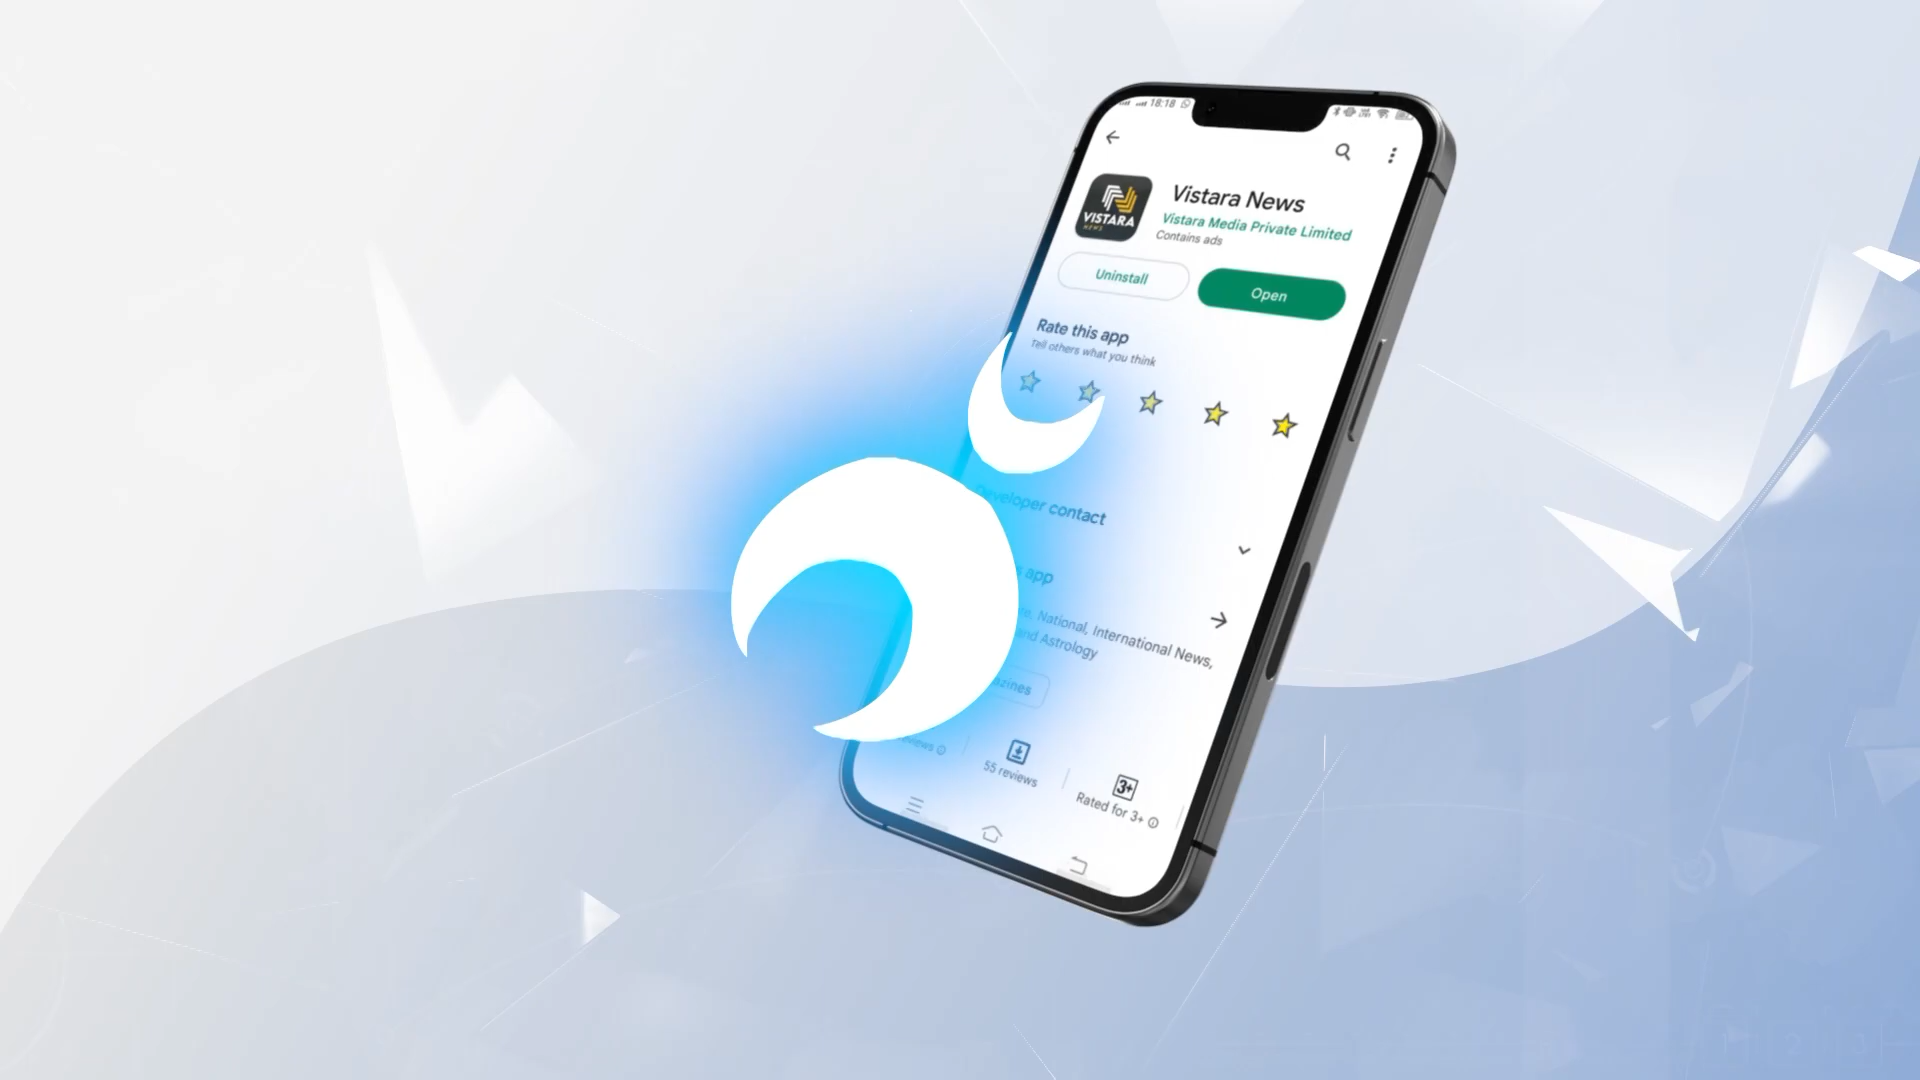 18:18
Vistara News
VISTARA
NEWS
Vistara Media Private Limited
Contains ads
Uninstall
Open
Rate this app
Tell others what you think
Developer contact
app
National, International News,
and Astrology
55 reviews
3+
Rated for 3+